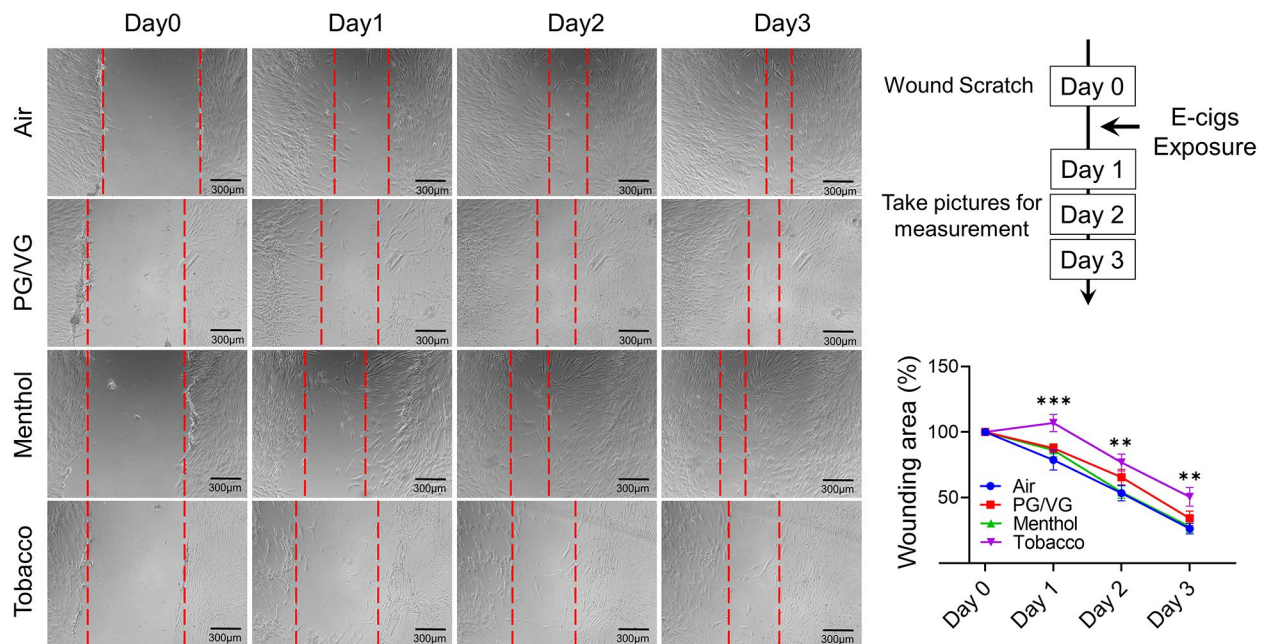 Day0 Day1 Day2 Day3
Air
300μm 300μm 300μm 300μm
PG/VG
300μm 300μm 300μm 300μm
Menthol
300μm 300μm 300μm 300μm
Tobacco
300μm 300μm 300μm 300μm
Wound Scratch
Day 0
E-cigs
Exposure
Day 1
Take pictures for
measurement
Day 2
Day 3
Wounding area (%)
150
100
50
***
**
**
Air
PG/VG
Menthol
Tobacco
Day 0 Day 1 Day 2 Day 3